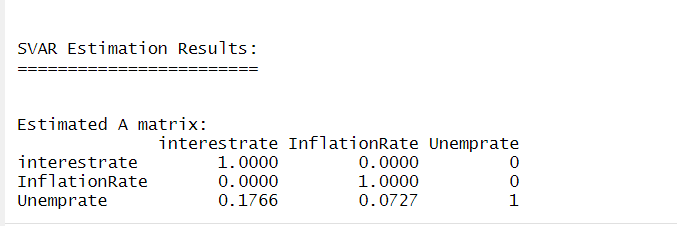 SVAR Estimation Results:
========================
Estimated A matrix:
interestrate InflationRate Unemprate
interestrate 1.0000 0.0000 0
InflationRate 0.0000 1.0000 0
Unemprate 0.1766 0.0727 1